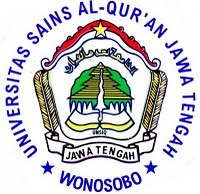 UNIVERSITAS SAINS AL-QUR'AN JAWA TENGAH
UNSIQ
JAWA TENGAH
WONOSOBO